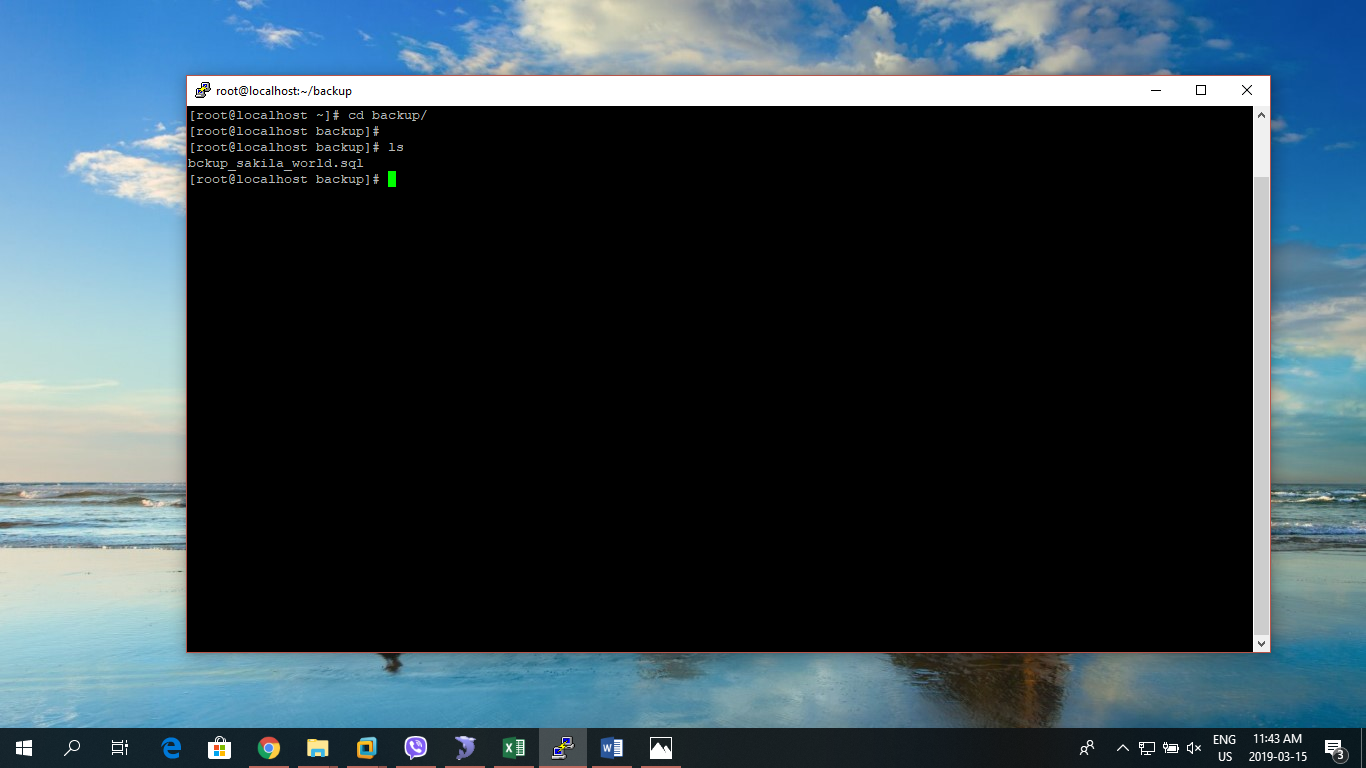 root@localhost:~/backup
[root@localhost ~]# cd backup/
[root@localhost backup]#
[root@localhost backup]# ls
bckup_sakila_world.sql
[root@localhost backup]#
ENG
US
11:43 AM
2019-03-15
3